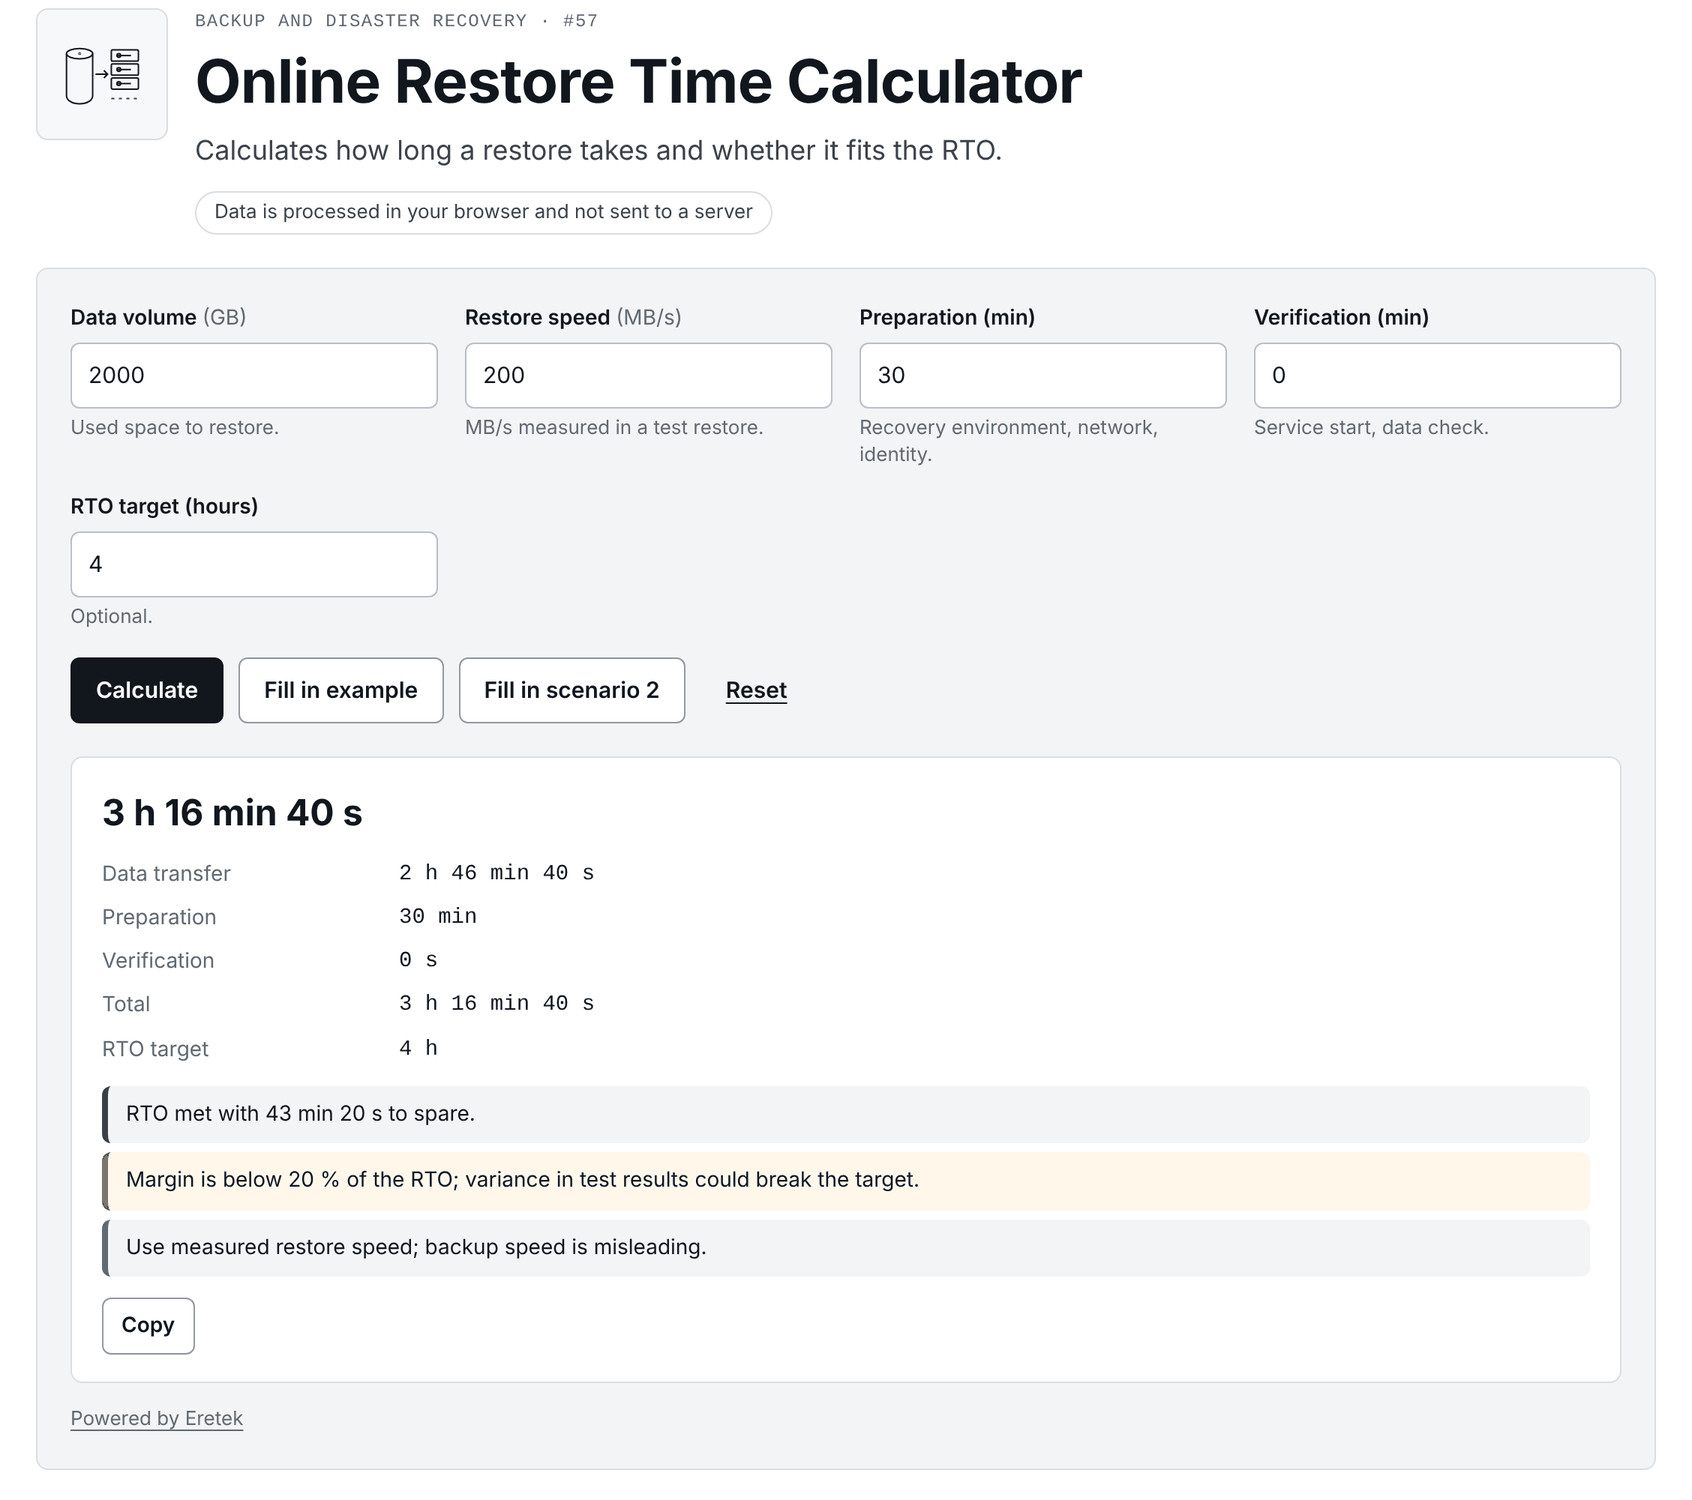 BACKUP AND DISASTER RECOVERY · #57
Online Restore Time Calculator
Calculates how long a restore takes and whether it fits the RTO.
Data is processed in your browser and not sent to a server
Data volume (GB)
2000
Used space to restore.
Restore speed (MB/s)
200
MB/s measured in a test restore.
Preparation (min)
30
Recovery environment, network,
identity.
Verification (min)
0
Service start, data check.
RTO target (hours)
4
Optional.
Calculate Fill in example Fill in scenario 2 Reset
3 h 16 min 40 s
Data transfer 2 h 46 min 40 s
Preparation 30 min
Verification 0 s
Total 3 h 16 min 40 s
RTO target 4 h
RTO met with 43 min 20 s to spare.
Margin is below 20 % of the RTO; variance in test results could break the target.
Use measured restore speed; backup speed is misleading.
Copy
Powered by Eretek